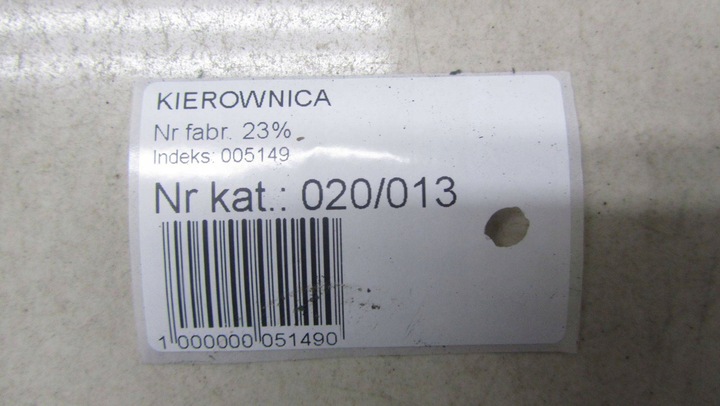 KIEROWNICA
Nr fabr. 23%
Indeks: 005149
Nr kat.: 020/013
1 000000 051490